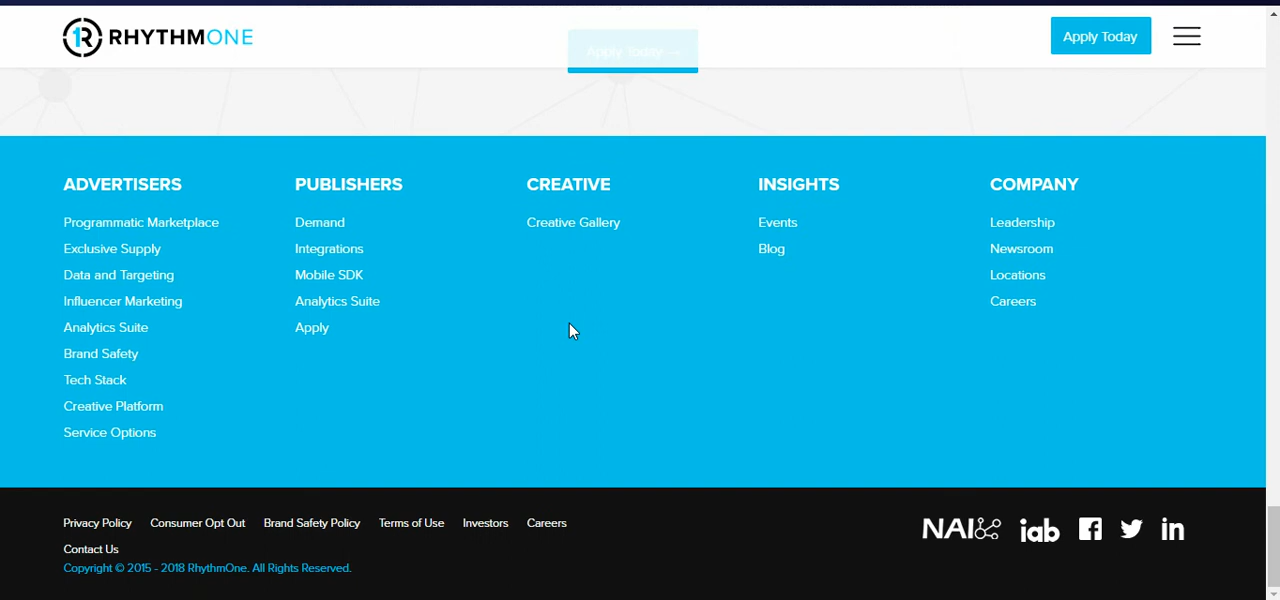 1R RHYTHMONE
Apply Today
Apply Today
ADVERTISERS
Programmatic Marketplace
Exclusive Supply
Data and Targeting
Influencer Marketing
Analytics Suite
Brand Safety
Tech Stack
Creative Platform
Service Options
PUBLISHERS
Demand
Integrations
Mobile SDK
Analytics Suite
Apply
CREATIVE
Creative Gallery
INSIGHTS
Events
Blog
COMPANY
Leadership
Newsroom
Locations
Careers
Privacy Policy Consumer Opt Out Brand Safety Policy Terms of Use Investors Careers
Contact Us
Copyright © 2015 - 2018 RhythmOne. All Rights Reserved.
NAI iab f in